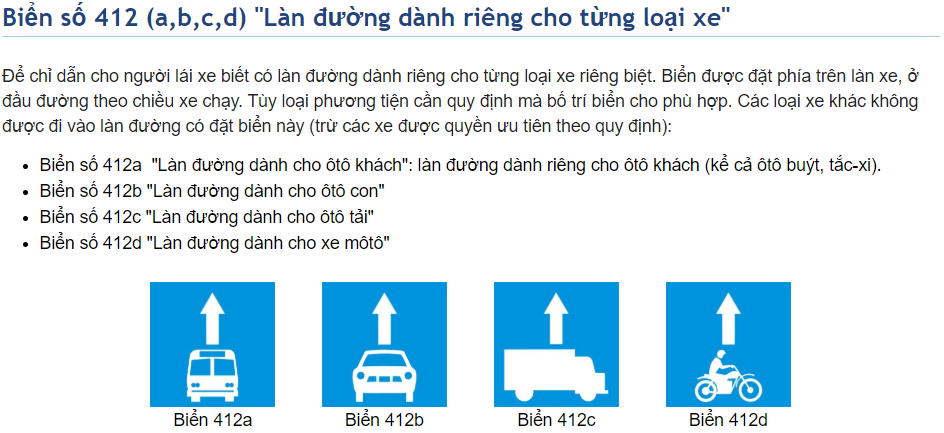 Biển số 412 (a,b,c,d) "Làn đường dành riêng cho từng loại xe"
Để chỉ dẫn cho người lái xe biết có làn đường dành riêng cho từng loại xe riêng biệt. Biển được đặt phía trên làn xe, ở
đầu đường theo chiều xe chạy. Tùy loại phương tiện cần quy định mà bố trí biển cho phù hợp. Các loại xe khác không
được đi vào làn đường có đặt biển này (trừ các xe được quyền ưu tiên theo quy định):
• Biển số 412a "Làn đường dành cho ôtô khách": làn đường dành riêng cho ôtô khách (kể cả ôtô buýt, tắc-xi).
• Biển số 412b "Làn đường dành cho ôtô con"
• Biển số 412c "Làn đường dành cho ôtô tải"
• Biển số 412d "Làn đường dành cho xe môtô"
Biển 412a Biển 412b Biển 412c Biển 412d